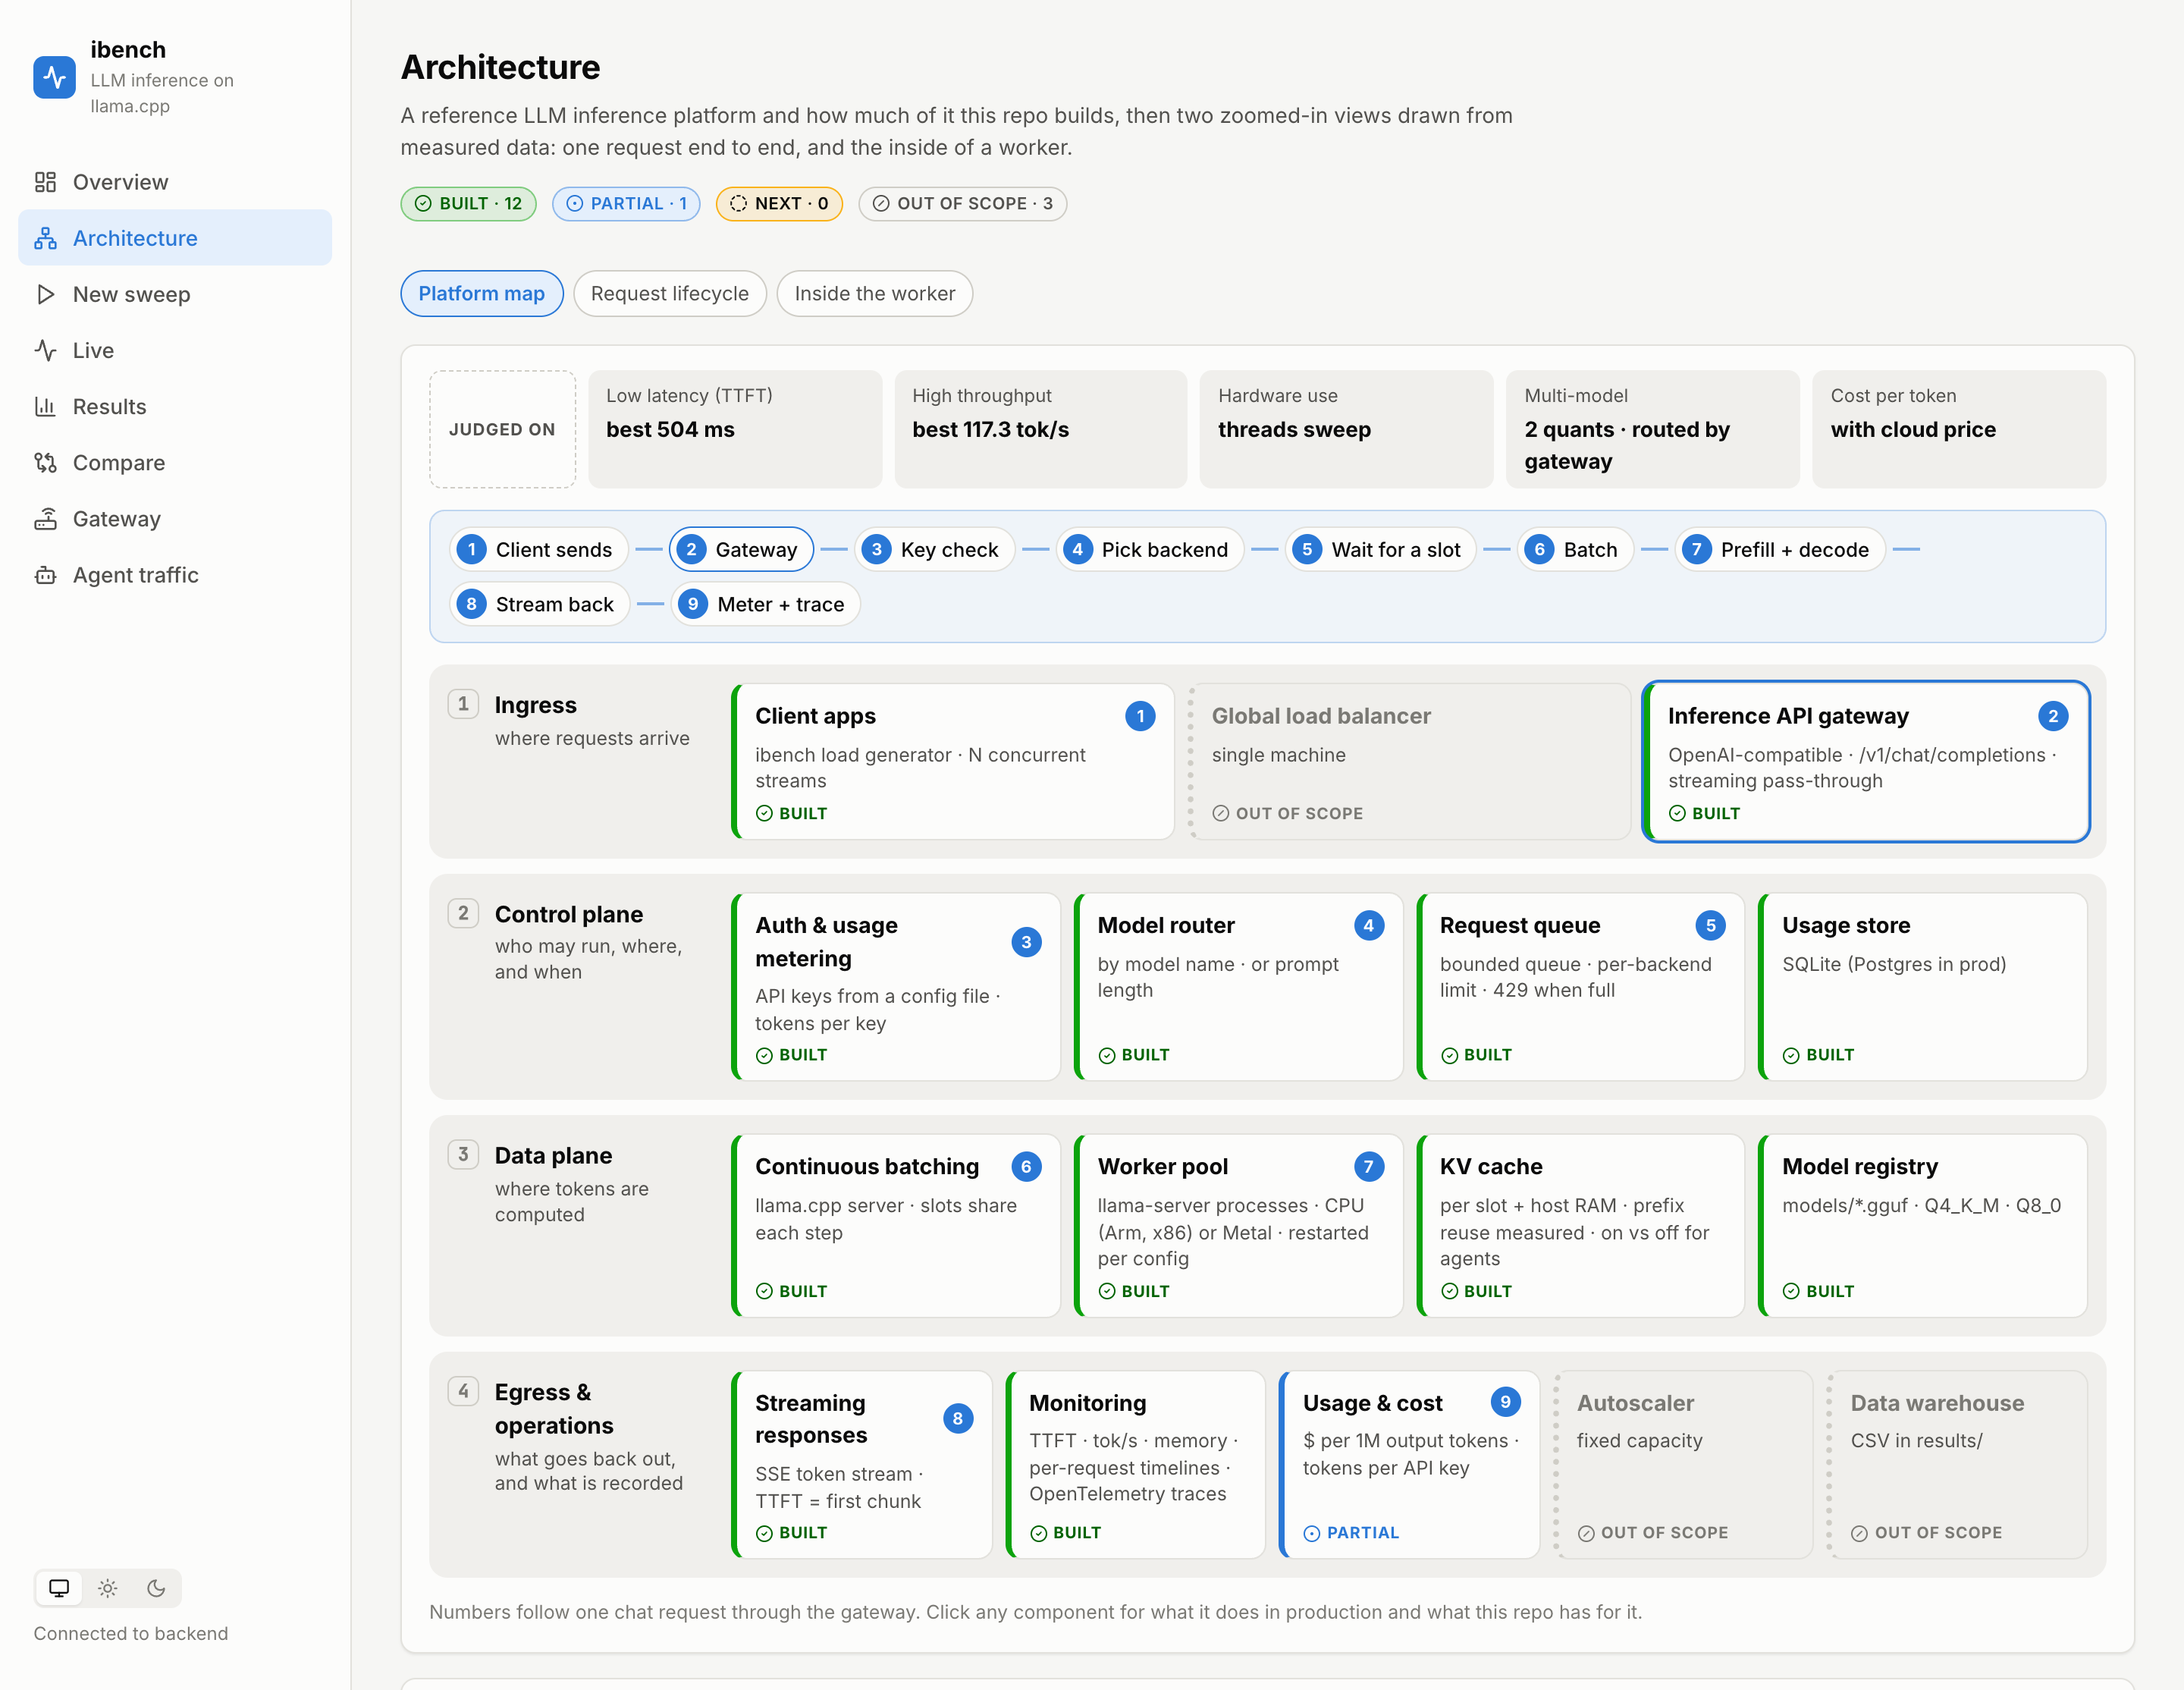 ibench
LLM inference on
llama.cpp
Overview
Architecture
New sweep
Live
Results
Compare
Gateway
Agent traffic
Connected to backend
Architecture
A reference LLM inference platform and how much of it this repo builds, then two zoomed-in views drawn from
measured data: one request end to end, and the inside of a worker.
BUILT · 12
PARTIAL · 1
NEXT · 0
OUT OF SCOPE · 3
Platform map
Request lifecycle
Inside the worker
JUDGED ON
Low latency (TTFT)
best 504 ms
High throughput
best 117.3 tok/s
Hardware use
threads sweep
Multi-model
2 quants · routed by
gateway
Cost per token
with cloud price
1 Client sends
2 Gateway
3 Key check
4 Pick backend
5 Wait for a slot
6 Batch
7 Prefill + decode
8 Stream back
9 Meter + trace
1 Ingress
where requests arrive
Client apps 1
ibench load generator · N concurrent
streams
BUILT
Global load balancer
single machine
OUT OF SCOPE
Inference API gateway 2
OpenAI-compatible · /v1/chat/completions ·
streaming pass-through
BUILT
2 Control plane
who may run, where,
and when
Auth & usage
metering
3
API keys from a config file ·
tokens per key
BUILT
Model router 4
by model name · or prompt
length
BUILT
Request queue 5
bounded queue · per-backend
limit · 429 when full
BUILT
Usage store
SQLite (Postgres in prod)
BUILT
3 Data plane
where tokens are
computed
Continuous batching 6
llama.cpp server · slots share
each step
BUILT
Worker pool 7
llama-server processes · CPU
(Arm, x86) or Metal · restarted
per config
BUILT
KV cache
per slot + host RAM · prefix
reuse measured · on vs off for
agents
BUILT
Model registry
models/*.gguf · Q4_K_M · Q8_0
BUILT
4 Egress &
operations
what goes back out,
and what is recorded
Streaming
responses
8
SSE token stream ·
TTFT = first chunk
BUILT
Monitoring
TTFT · tok/s · memory ·
per-request timelines ·
OpenTelemetry traces
BUILT
Usage & cost 9
$ per 1M output tokens ·
tokens per API key
PARTIAL
Autoscaler
fixed capacity
OUT OF SCOPE
Data warehouse
CSV in results/
OUT OF SCOPE
Numbers follow one chat request through the gateway. Click any component for what it does in production and what this repo has for it.